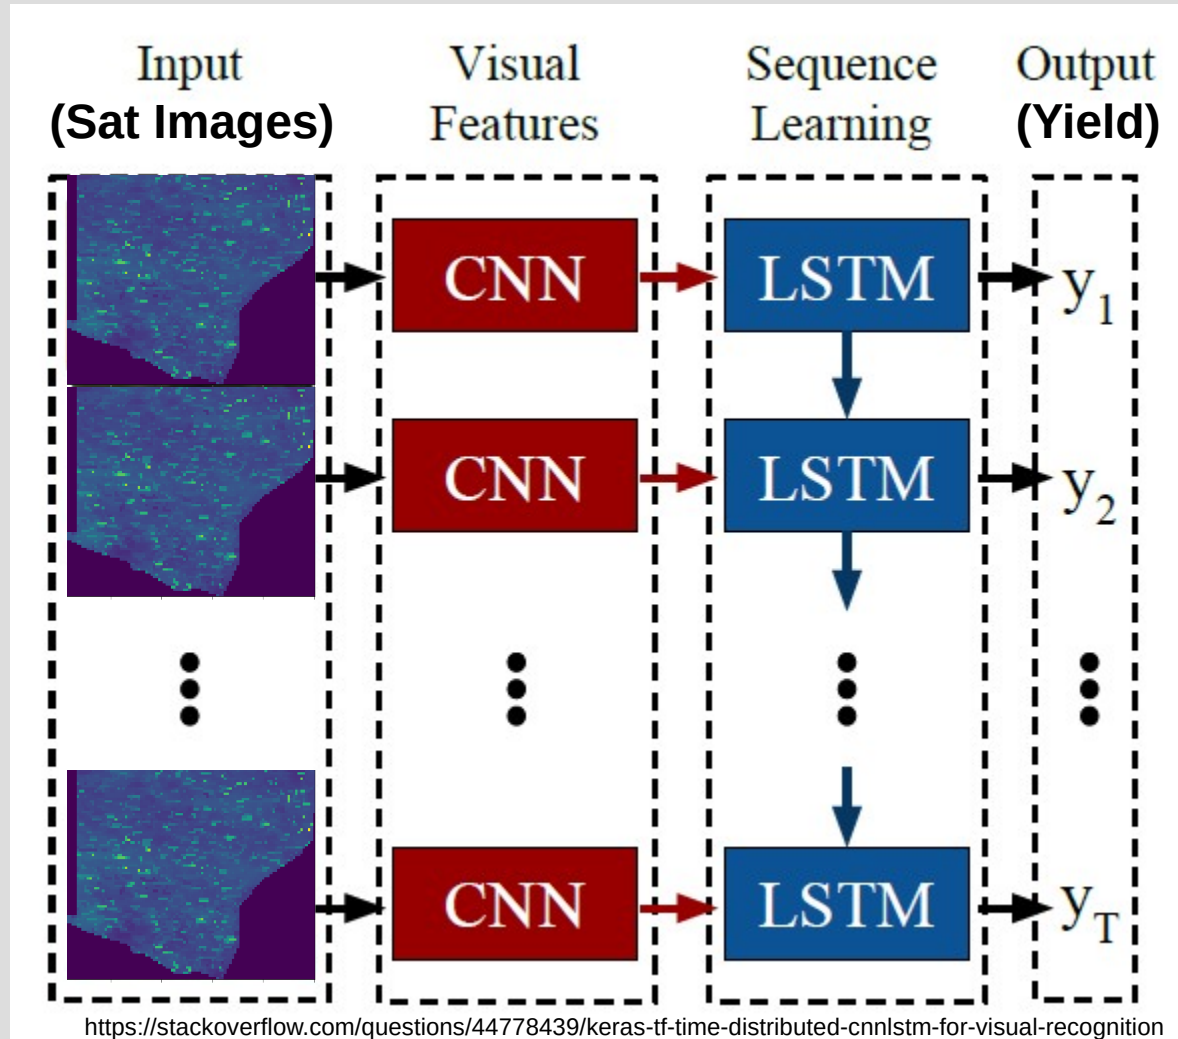 Input
(Sat Images)
Visual
Features
Sequence
Learning
Output
(Yield)
CNN
LSTM
y1
CNN
LSTM
y2
CNN
LSTM
yT
https://stackoverflow.com/questions/44778439/keras-tf-time-distributed-cnnlstm-for-visual-recognition